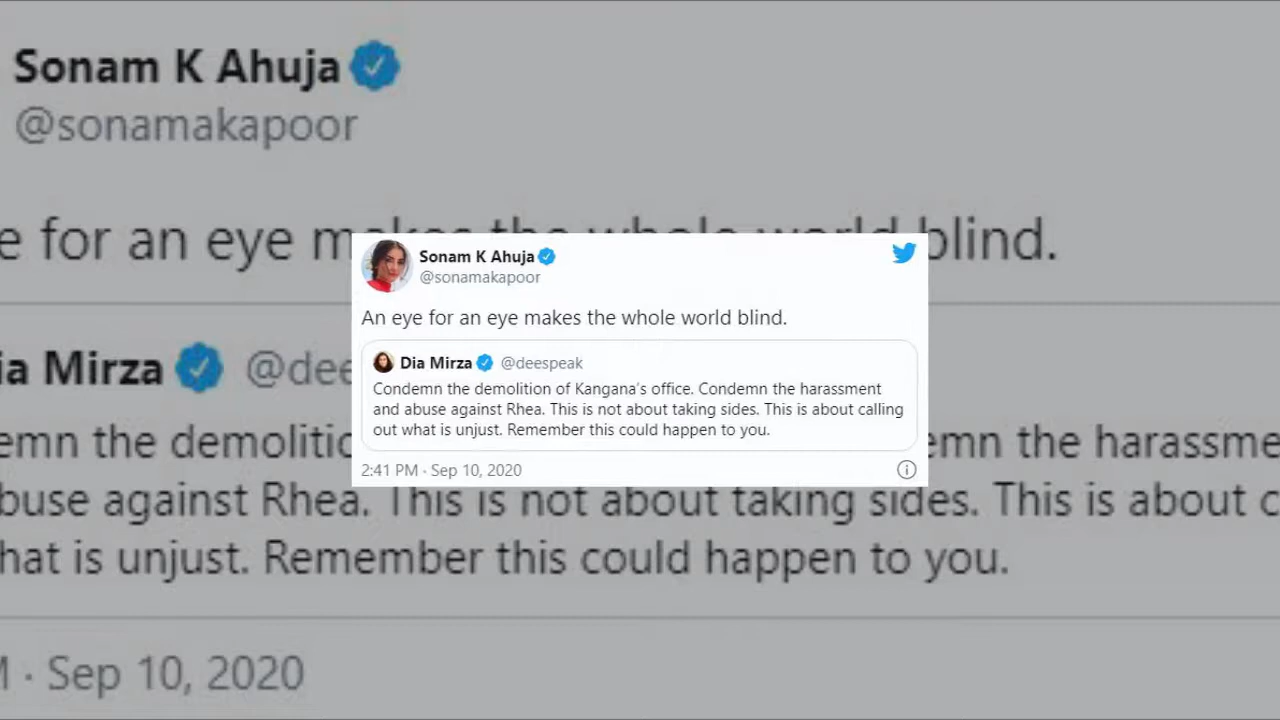 Sonam K Ahuja
@sonamakapoor
e for an eye makes the whole world blind.
Sonam K Ahuja
@sonamakapoor
An eye for an eye makes the whole world blind.
Dia Mirza @deespeak
Condemn the demolition of Kangana's office. Condemn the harassment
and abuse against Rhea. This is not about taking sides. This is about calling
out what is unjust. Remember this could happen to you.
2:41 PM · Sep 10, 2020
ia Mirza @dee
emn the demolitic emn the harassme
buse against Rhea. This is not about taking sides. This is about c
hat is unjust. Remember this could happen to you.
M · Sep 10, 2020